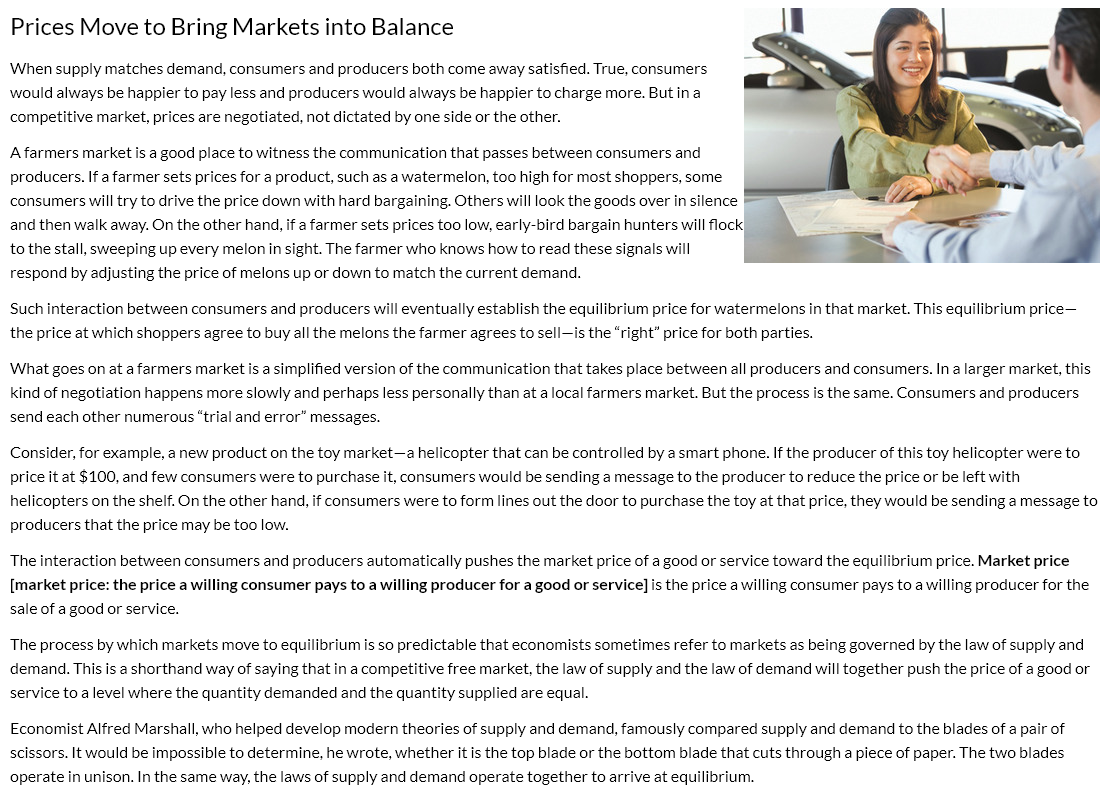 Prices Move to Bring Markets into Balance
When supply matches demand, consumers and producers both come away satisfied. True, consumers
would always be happier to pay less and producers would always be happier to charge more. But in a
competitive market, prices are negotiated, not dictated by one side or the other.
A farmers market is a good place to witness the communication that passes between consumers and
producers. If a farmer sets prices for a product, such as a watermelon, too high for most shoppers, some
consumers will try to drive the price down with hard bargaining. Others will look the goods over in silence
and then walk away. On the other hand, if a farmer sets prices too low, early-bird bargain hunters will flock
to the stall, sweeping up every melon in sight. The farmer who knows how to read these signals will
respond by adjusting the price of melons up or down to match the current demand.
Such interaction between consumers and producers will eventually establish the equilibrium price for watermelons in that market. This equilibrium price—
the price at which shoppers agree to buy all the melons the farmer agrees to sell—is the “right” price for both parties.
What goes on at a farmers market is a simplified version of the communication that takes place between all producers and consumers. In a larger market, this
kind of negotiation happens more slowly and perhaps less personally than at a local farmers market. But the process is the same. Consumers and producers
send each other numerous “trial and error” messages.
Consider, for example, a new product on the toy market—a helicopter that can be controlled by a smart phone. If the producer of this toy helicopter were to
price it at $100, and few consumers were to purchase it, consumers would be sending a message to the producer to reduce the price or be left with
helicopters on the shelf. On the other hand, if consumers were to form lines out the door to purchase the toy at that price, they would be sending a message to
producers that the price may be too low.
The interaction between consumers and producers automatically pushes the market price of a good or service toward the equilibrium price. Market price
[market price: the price a willing consumer pays to a willing producer for a good or service] is the price a willing consumer pays to a willing producer for the
sale of a good or service.
The process by which markets move to equilibrium is so predictable that economists sometimes refer to markets as being governed by the law of supply and
demand. This is a shorthand way of saying that in a competitive free market, the law of supply and the law of demand will together push the price of a good or
service to a level where the quantity demanded and the quantity supplied are equal.
Economist Alfred Marshall, who helped develop modern theories of supply and demand, famously compared supply and demand to the blades of a pair of
scissors. It would be impossible to determine, he wrote, whether it is the top blade or the bottom blade that cuts through a piece of paper. The two blades
operate in unison. In the same way, the laws of supply and demand operate together to arrive at equilibrium.